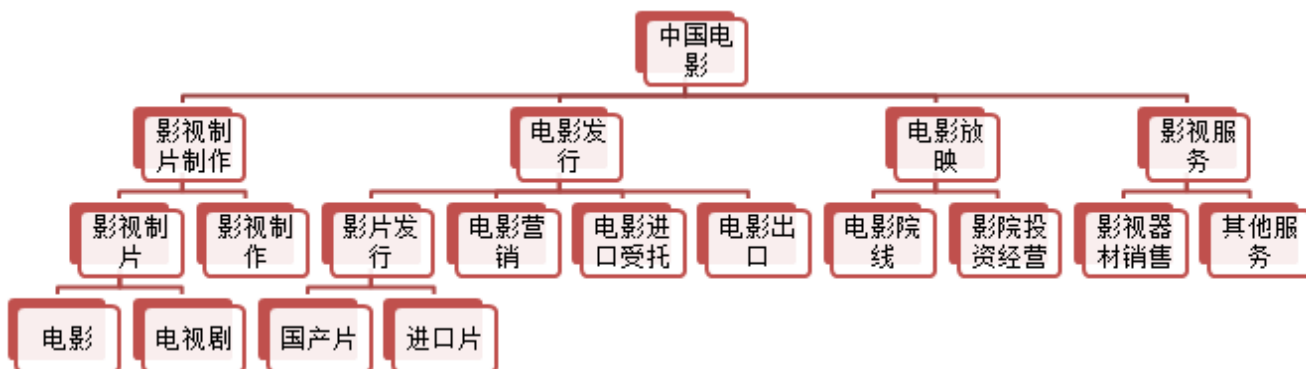 中国电
影
影视制
片制作
电影发
行
电影放
映
影视服
务
影视制
片
影视制
作
影片发
行
电影营
销
电影进
口受托
电影出
口
电影院
线
影院投
资经营
影视器
材销售
其他服
务
电影
电视剧
国产片
进口片